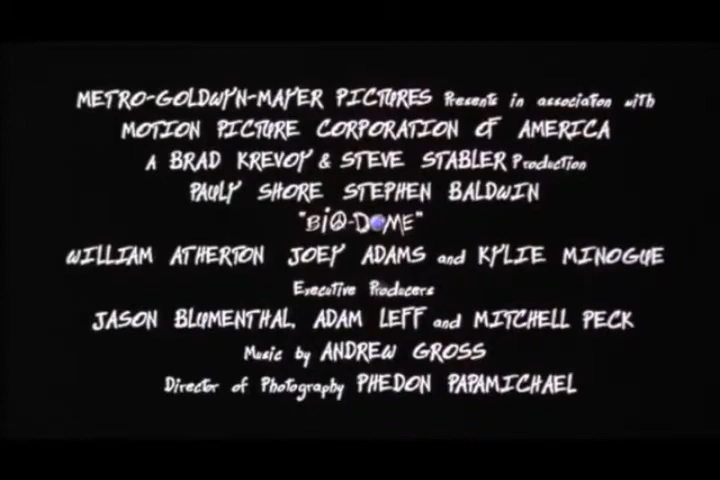 METRO-GOLDWYN-MAYER PICTURES Presents in association with
MOTION PICTURE CORPORATION OF AMERICA
A BRAD KREVOY & STEVE STABLER Production
PAULY SHORE STEPHEN BALDWIN
"BIO-DOME"
WILLIAM ATHERTON JOEY ADAMS and KYLIE MINOGUE
Executive Producers
JASON BLUMENTHAL, ADAM LEFF and MITCHELL PECK
Music by ANDREW GROSS
Director of Photography PHEDON PAPAMICHAEL